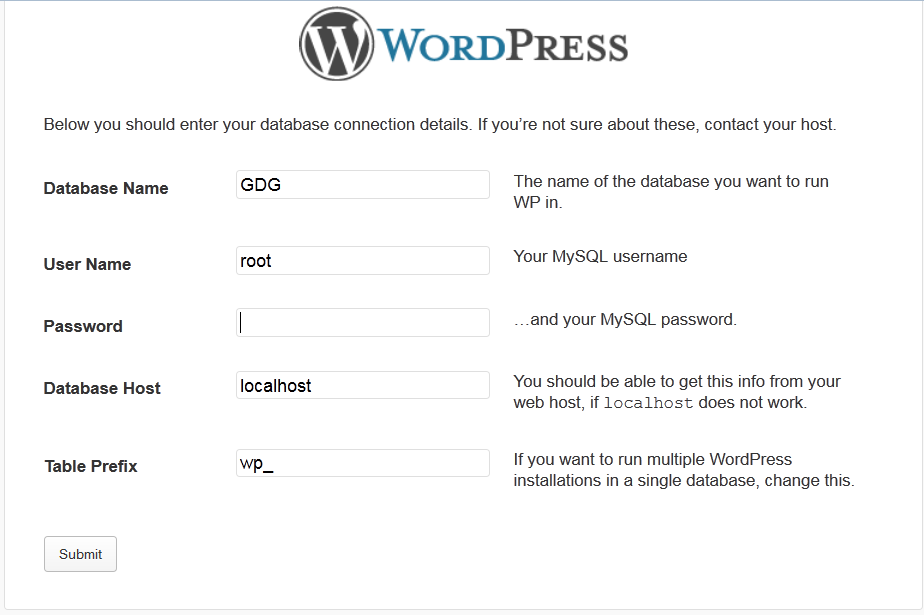 WORDPRESS
Below you should enter your database connection details. If you’re not sure about these, contact your host.
Database Name
GDG
The name of the database you want to run
WP in.
User Name
root
Your MySQL username
Password
…and your MySQL password.
Database Host
localhost
You should be able to get this info from your
web host, if localhost does not work.
Table Prefix
wp_
If you want to run multiple WordPress
installations in a single database, change this.
Submit